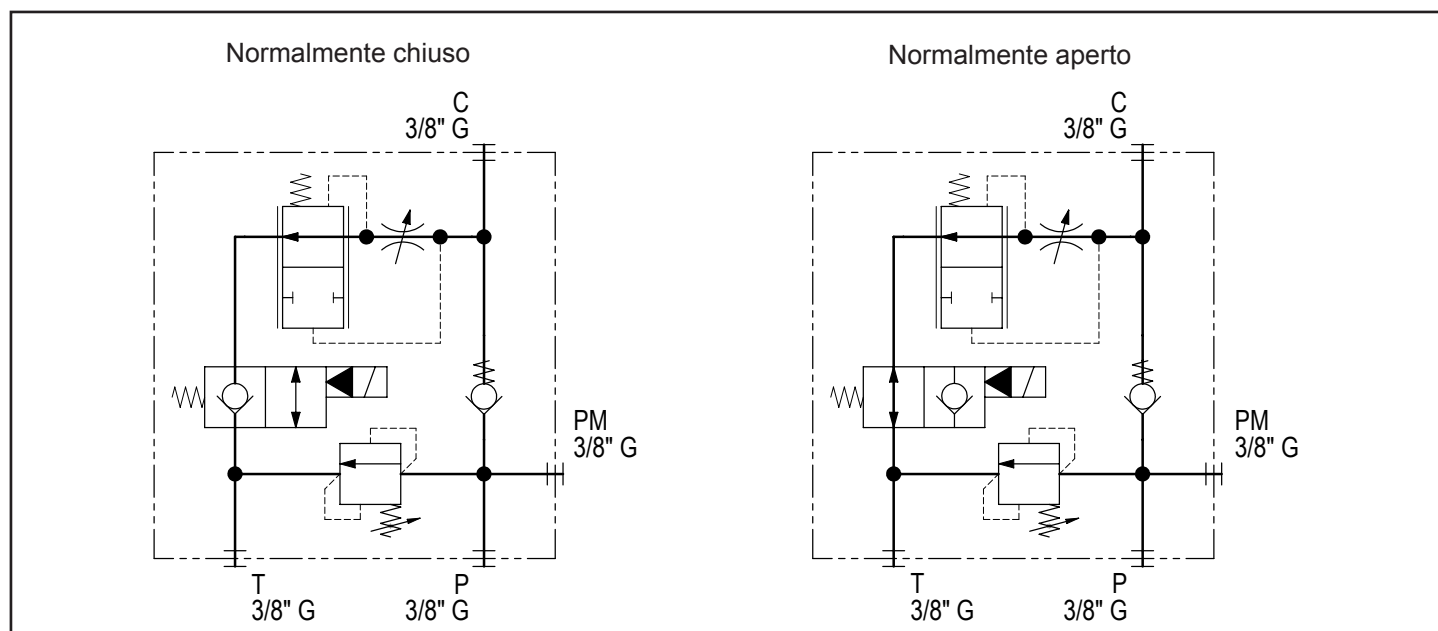 Normalmente chiuso
C
3/8" G
PM
3/8" G
T
3/8" G
P
3/8" G
Normalmente aperto
C
3/8" G
PM
3/8" G
T
3/8" G
P
3/8" G